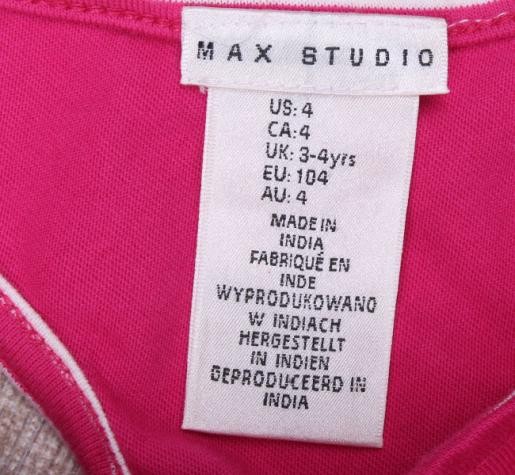 MAX STUDIO
US: 4
CA: 4
UK: 3-4yrs
EU: 104
AU: 4
MADE IN
INDIA
FABRIQUÉ EN
INDE
WYPRODUKOWANO
W INDIACH
HERGESTELLT
IN INDIEN
GEPRODUCEERD IN
INDIA